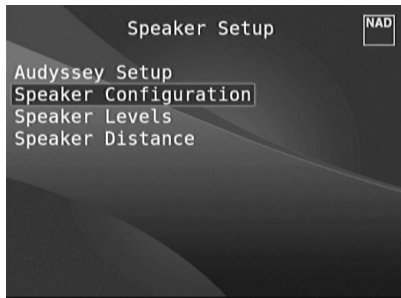 Speaker Setup
NAD
Audyssey Setup
Speaker Configuration
Speaker Levels
Speaker Distance